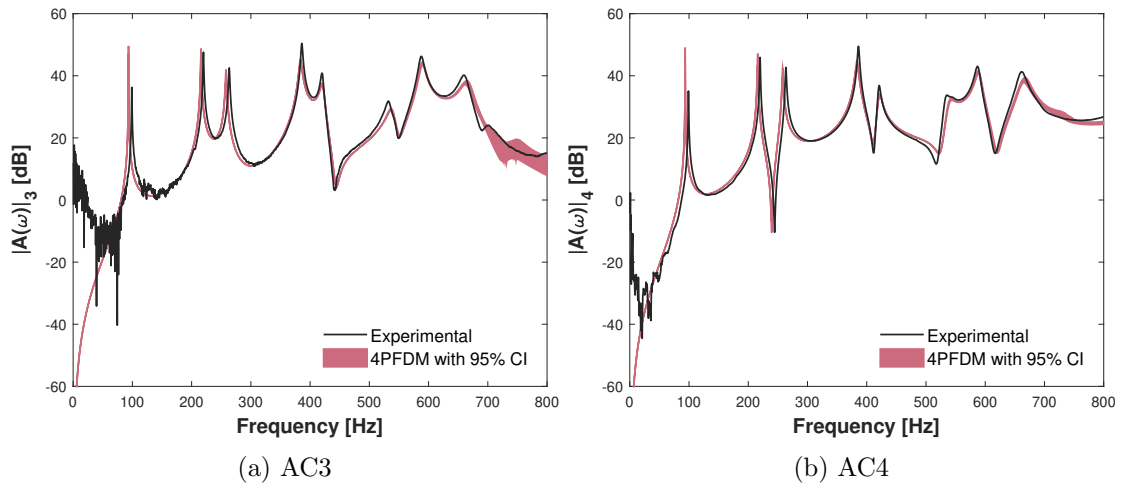 60
40
20
0
-20
-40
-60
|A(ω)|₃ [dB]
Experimental
4PFDM with 95% CI
0 100 200 300 400 500 600 700 800
Frequency [Hz]
(a) AC3
60
40
20
0
-20
-40
-60
|A(ω)|₄ [dB]
Experimental
4PFDM with 95% CI
0 100 200 300 400 500 600 700 800
Frequency [Hz]
(b) AC4